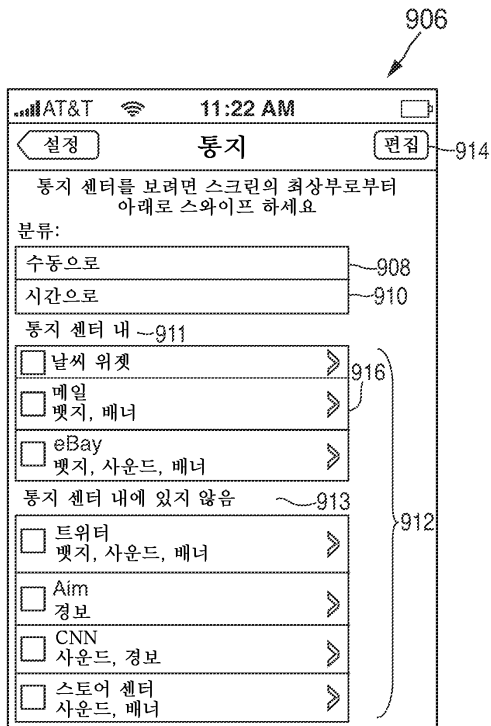 906
AT&T 11:22 AM
설정 통지 편집 914
통지 센터를 보려면 스크린의 최상부로부터
아래로 스와이프 하세요
분류:
수동으로 908
시간으로 910
통지 센터 내 911
날씨 위젯
916
메일
뱃지, 배너
eBay
뱃지, 사운드, 배너
통지 센터 내에 있지 않음 913
912
트위터
뱃지, 사운드, 배너
Aim
경보
CNN
사운드, 경보
스토어 센터
사운드, 배너